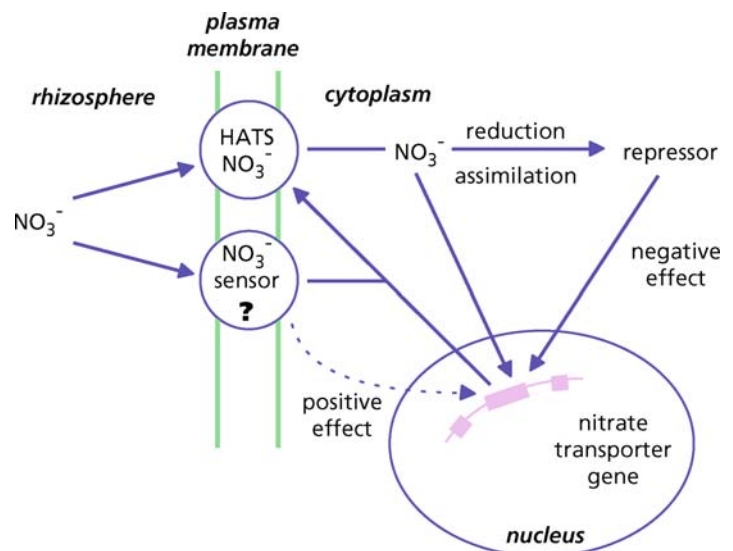 plasma
membrane
rhizosphere
cytoplasm
HATS
NO₃⁻
NO₃⁻
reduction
assimilation
repressor
NO₃⁻
NO₃⁻
sensor
?
negative
effect
positive
effect
nitrate
transporter
gene
nucleus